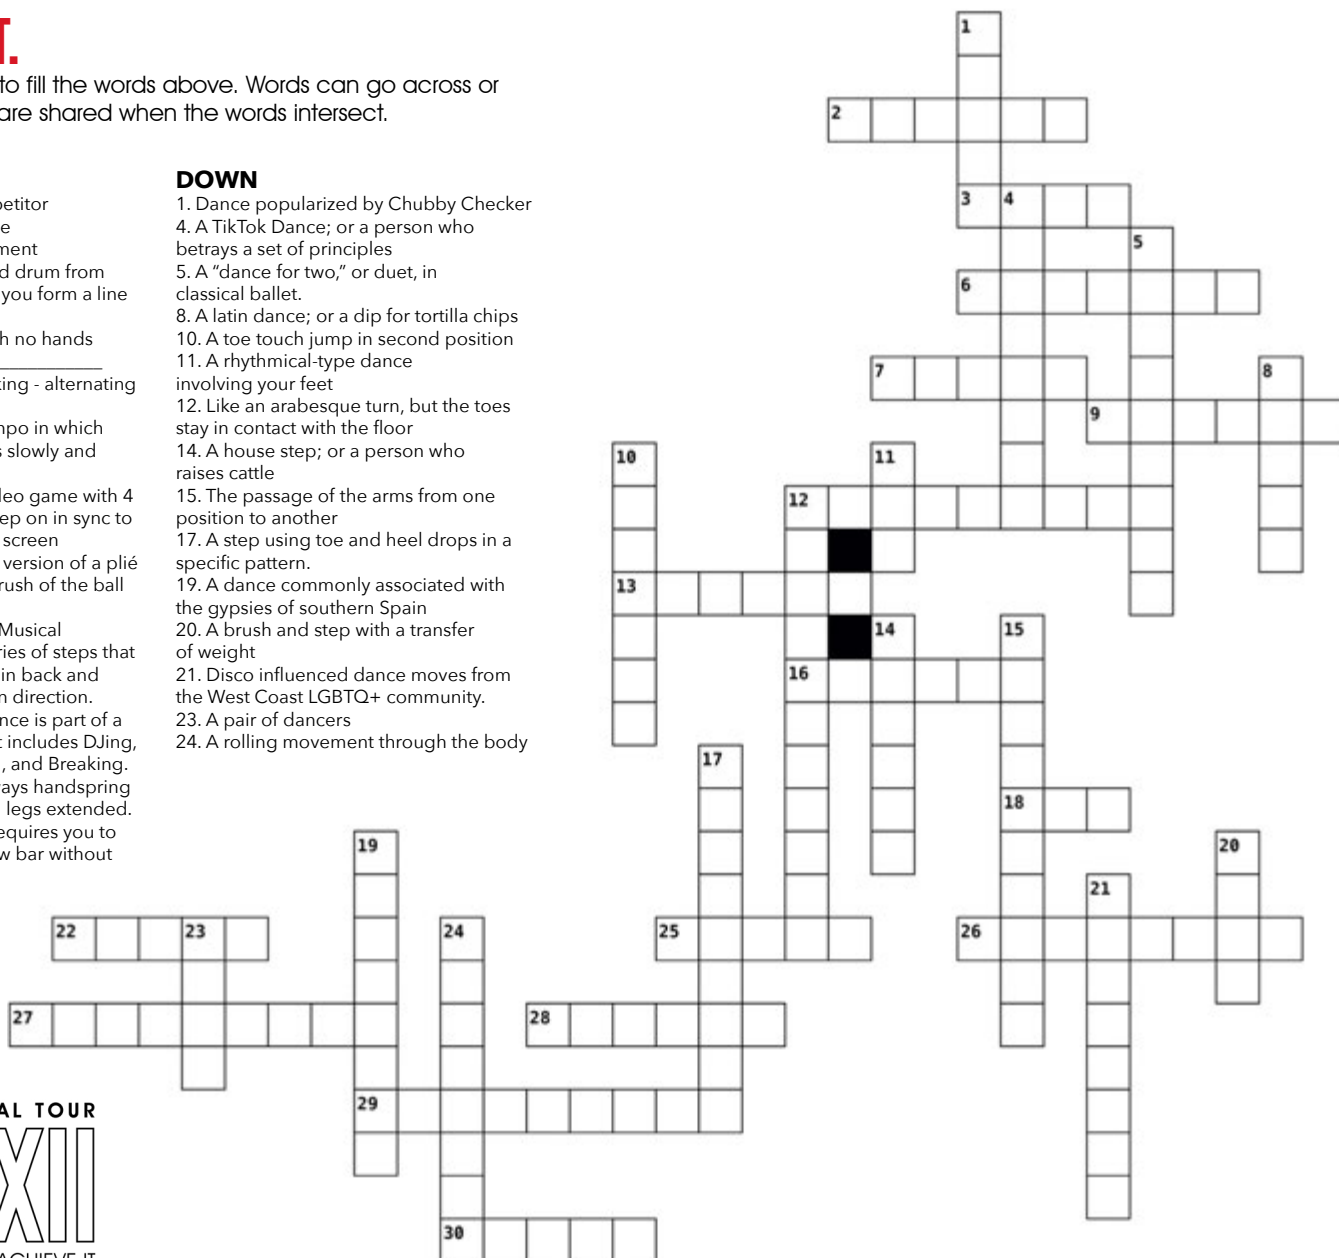 T.
to fill the words above. Words can go across or
are shared when the words intersect.
petitor
e
ment
d drum from
you form a line
h no hands
____________
king - alternating
mpo in which
s slowly and
leo game with 4
ep on in sync to
screen
version of a plié
rush of the ball
Musical
ries of steps that
in back and
n direction.
nce is part of a
t includes DJing,
, and Breaking.
ays handspring
legs extended.
equires you to
w bar without
DOWN
1. Dance popularized by Chubby Checker
4. A TikTok Dance; or a person who
betrays a set of principles
5. A “dance for two,” or duet, in
classical ballet.
8. A latin dance; or a dip for tortilla chips
10. A toe touch jump in second position
11. A rhythmical-type dance
involving your feet
12. Like an arabesque turn, but the toes
stay in contact with the floor
14. A house step; or a person who
raises cattle
15. The passage of the arms from one
position to another
17. A step using toe and heel drops in a
specific pattern.
19. A dance commonly associated with
the gypsies of southern Spain
20. A brush and step with a transfer
of weight
21. Disco influenced dance moves from
the West Coast LGBTQ+ community.
23. A pair of dancers
24. A rolling movement through the body
1
2
3 4
5
6
7 8
9
10 11
12
13
14 15
16
17
18
19 20
21
22 23 24 25 26
27 28
29
30
AL TOUR
XII
ACHIEVE IT